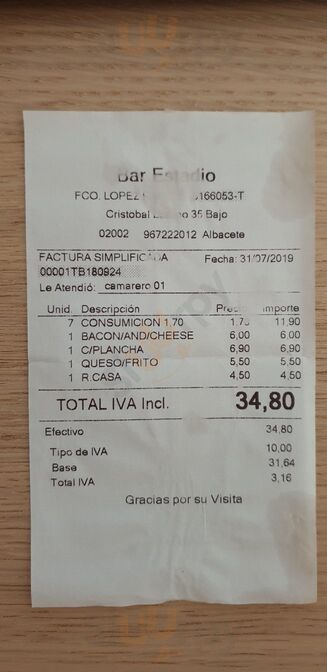 Bar Estadio
FCO. LOPEZ 166053-T
Cristobal no 35 Bajo
02002 967222012 Albacete
FACTURA SIMPLIFICADA Fecha: 31/07/2019
00001TB180924
Le Atendió: camarero 01
Unid. Descripción Precio Importe
7 CONSUMICION 1,70 1,70 11,90
1 BACON/AND/CHEESE 6,00 6,00
1 C/PLANCHA 6,90 6,90
1 QUESO/FRITO 5,50 5,50
1 R.CASA 4,50 4,50
TOTAL IVA Incl. 34,80
Efectivo 34,80
Tipo de IVA 10,00
Base 31,64
Total IVA 3,16
Gracias por su Visita